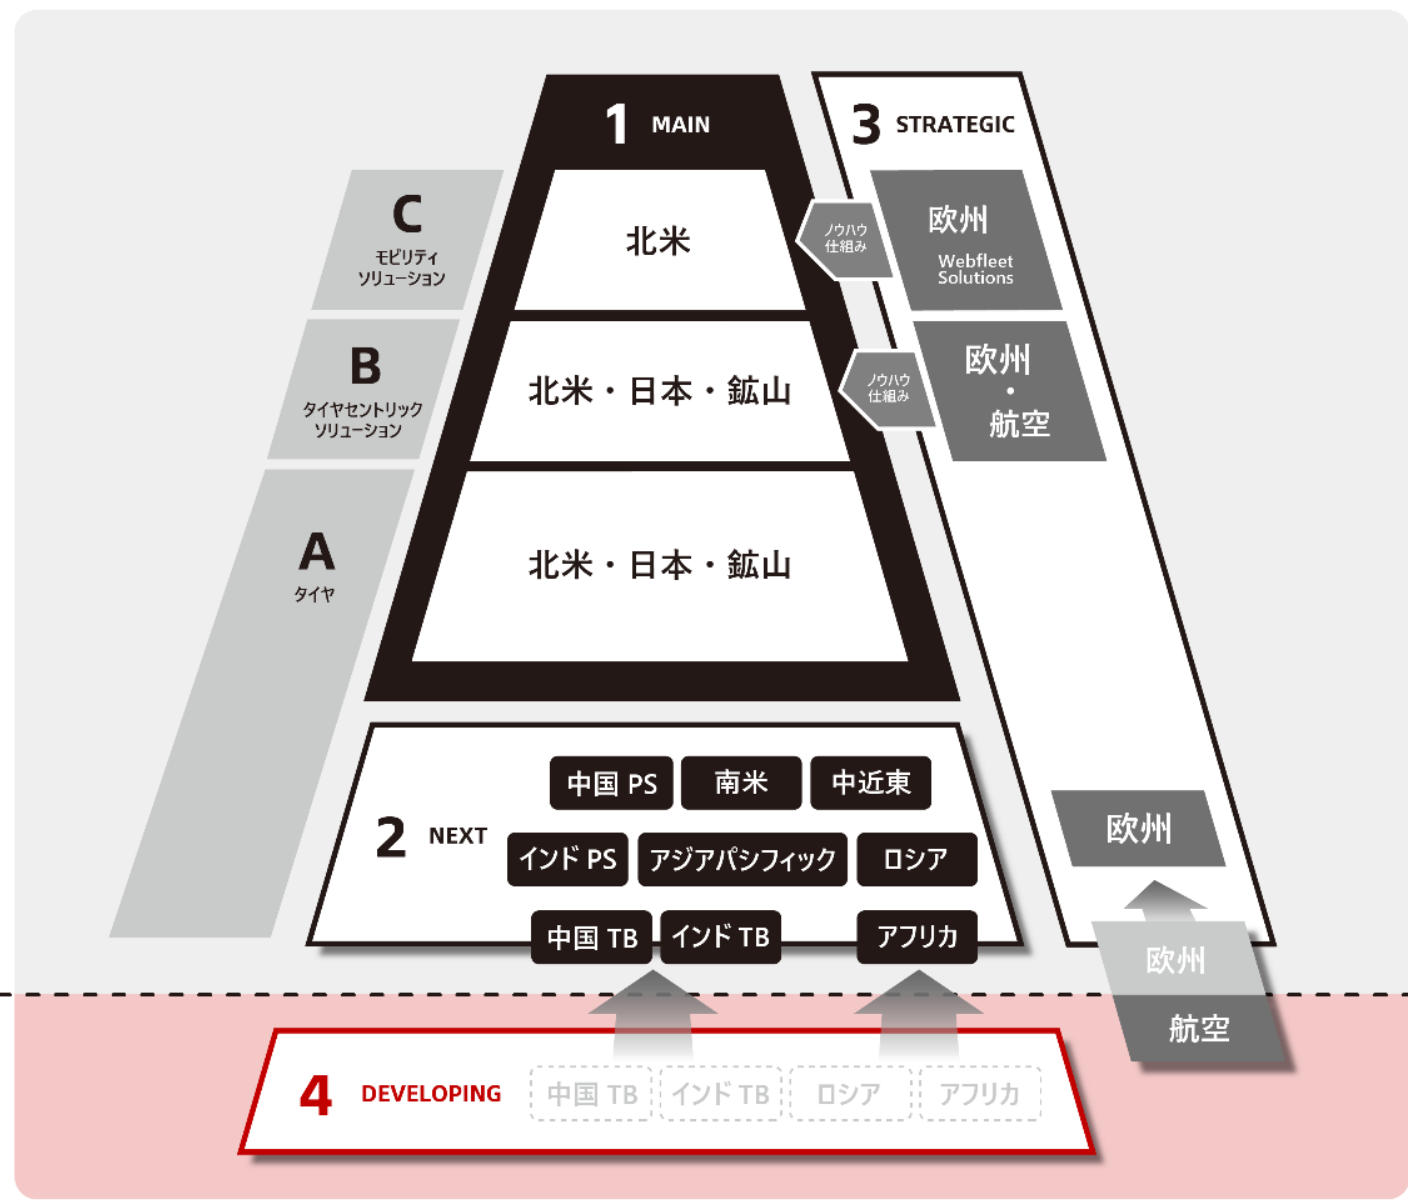 1 MAIN
3 STRATEGIC
C
モビリティ
ソリューション
北米
ノウハウ
仕組み
欧州
Webfleet
Solutions
B
タイヤセントリック
ソリューション
北米・日本・鉱山
ノウハウ
仕組み
欧州
・
航空
A
タイヤ
北米・日本・鉱山
2 NEXT
中国 PS 南米 中近東
インド PS アジアパシフィック ロシア
中国 TB インド TB アフリカ
欧州
欧州
航空
4 DEVELOPING
中国 TB インド TB ロシア アフリカ